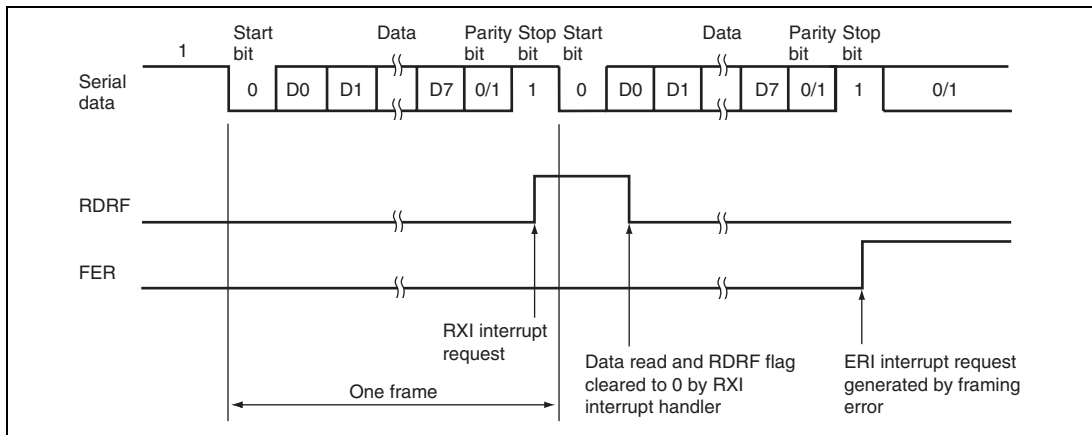 Start bit Data Parity bit Stop bit Start bit Data Parity bit Stop bit
1
Serial data
0 D0 D1 D7 0/1 1 0 D0 D1 D7 0/1 1 0/1
RDRF
FER
RXI interrupt
request
Data read and RDRF flag
cleared to 0 by RXI
interrupt handler
ERI interrupt request
generated by framing
error
One frame